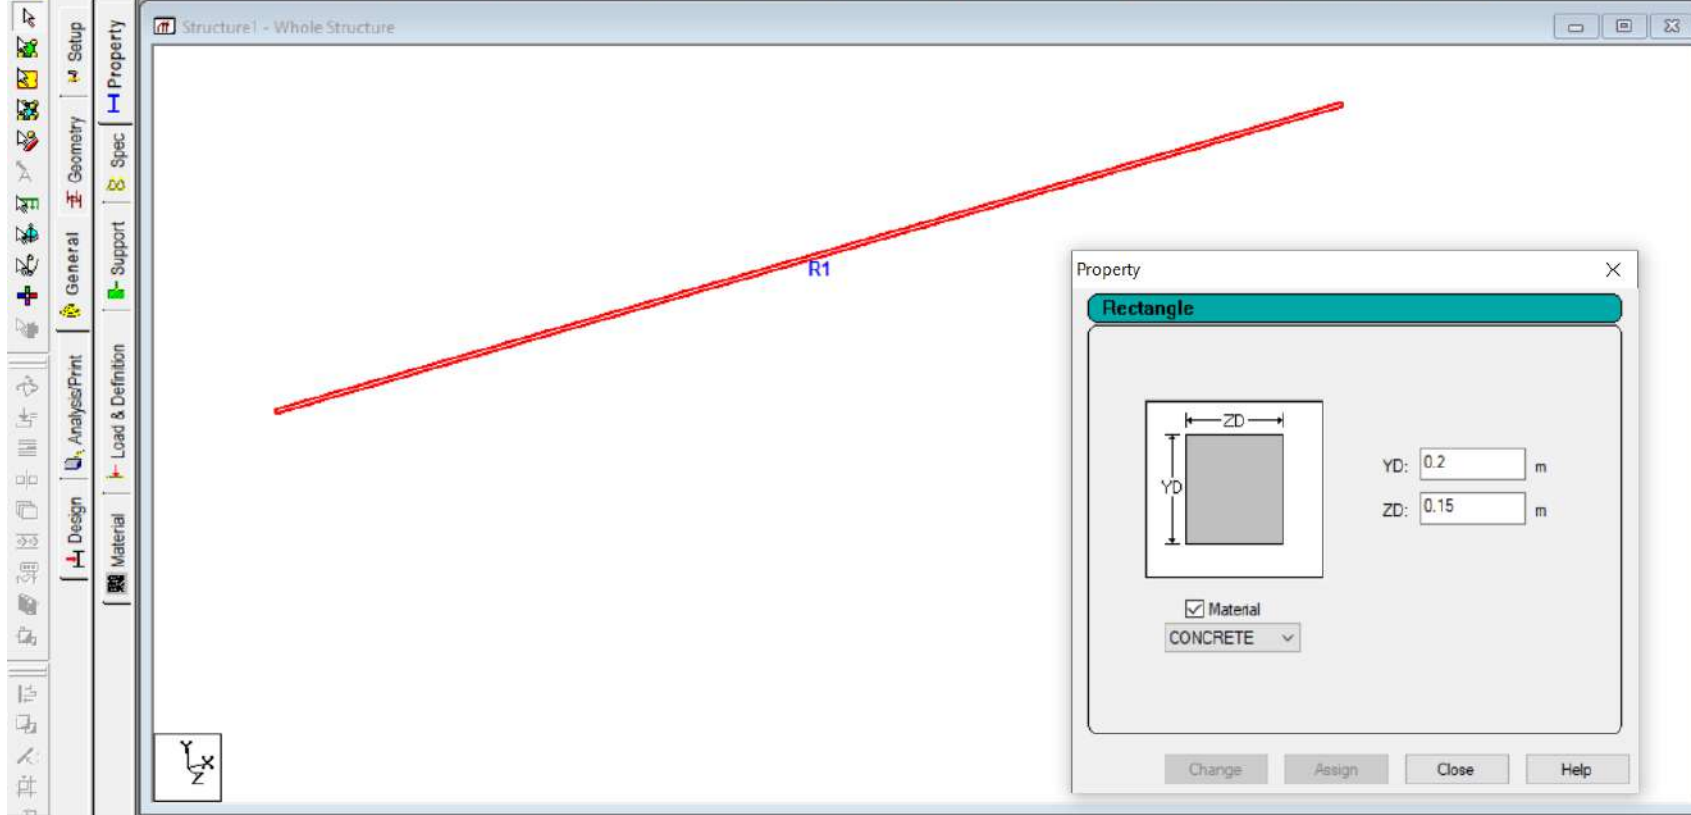 Structure1 - Whole Structure
Setup
Geometry
General
Analysis/Print
Design
Property
Spec
Support
Load & Definition
Material
R1
Property
Rectangle
ZD
YD
YD: 0.2 m
ZD: 0.15 m
Material
CONCRETE
Change Assign Close Help
Y
X
Z